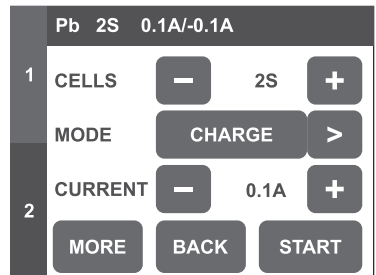 Pb 2S 0.1A/-0.1A
1
CELLS − 2S +
MODE CHARGE >
CURRENT − 0.1A +
2
MORE BACK START